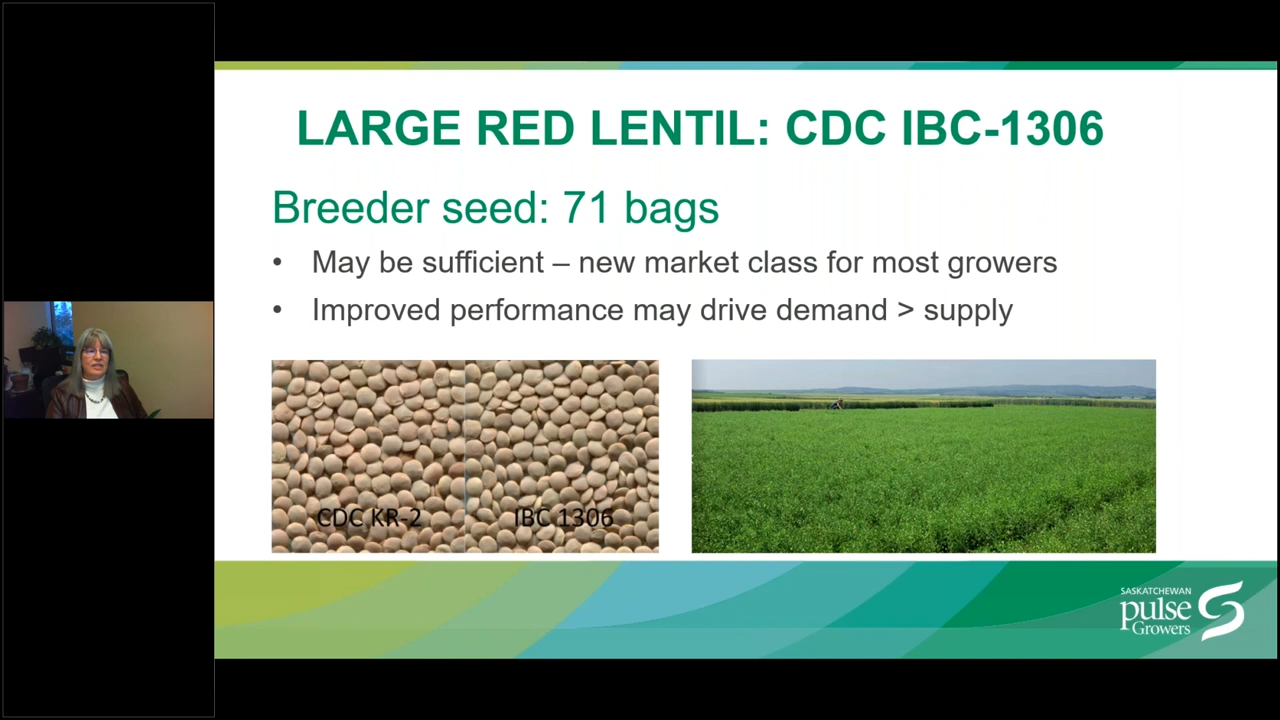 LARGE RED LENTIL: CDC IBC-1306
Breeder seed: 71 bags
• May be sufficient – new market class for most growers
• Improved performance may drive demand > supply
CDC KR-2 IBC 1306
SASKATCHEWAN
pulse
Growers